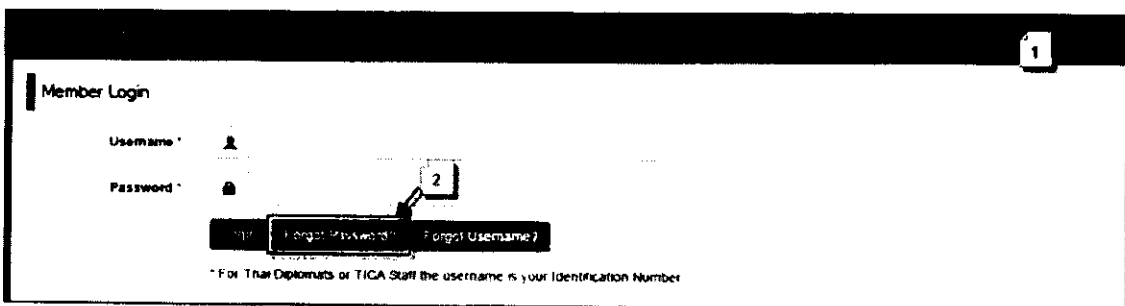 1
Member Login
Username *
Password *
2
Login Forgot Password? Forgot Username?
* For Thai Diplomats or TICA Staff the username is your Identification Number